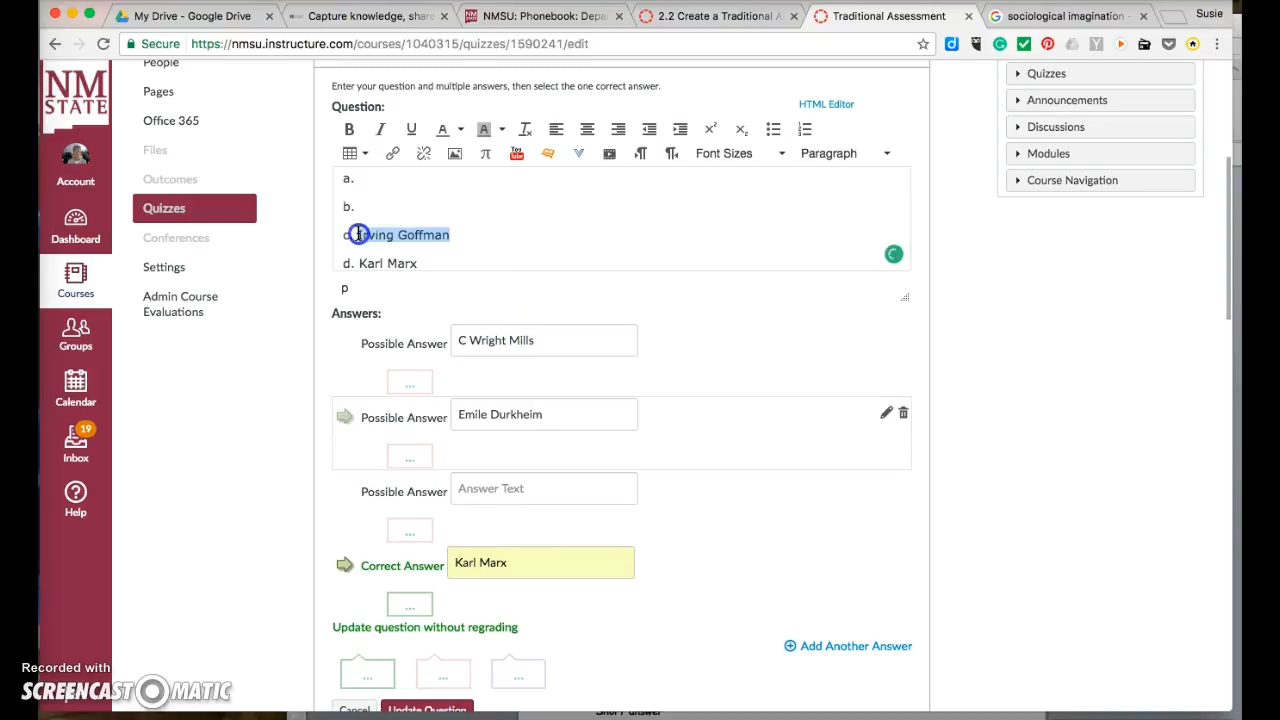 My Drive - Google Drive
Capture knowledge, share
NMSU: Phonebook: Depa
2.2 Create a Traditional A
Traditional Assessment
sociological imagination -
Susie
Secure
https://nmsu.instructure.com/courses/1040315/quizzes/1590241/edit
NM
STATE
Account
Dashboard
Courses
Groups
Calendar
19
Inbox
Help
People
Pages
Office 365
Files
Outcomes
Quizzes
Conferences
Settings
Admin Course
Evaluations
Enter your question and multiple answers, then select the one correct answer.
Question:
HTML Editor
Font Sizes
Paragraph
a.
b.
c. Irving Goffman
d. Karl Marx
p
Answers:
Possible Answer
C Wright Mills
...
Possible Answer
Emile Durkheim
...
Possible Answer
Answer Text
...
Correct Answer
Karl Marx
...
Update question without regrading
Add Another Answer
...
...
...
Cancel
Update Question
Quizzes
Announcements
Discussions
Modules
Course Navigation
Recorded with
SCREENCAST-O-MATIC